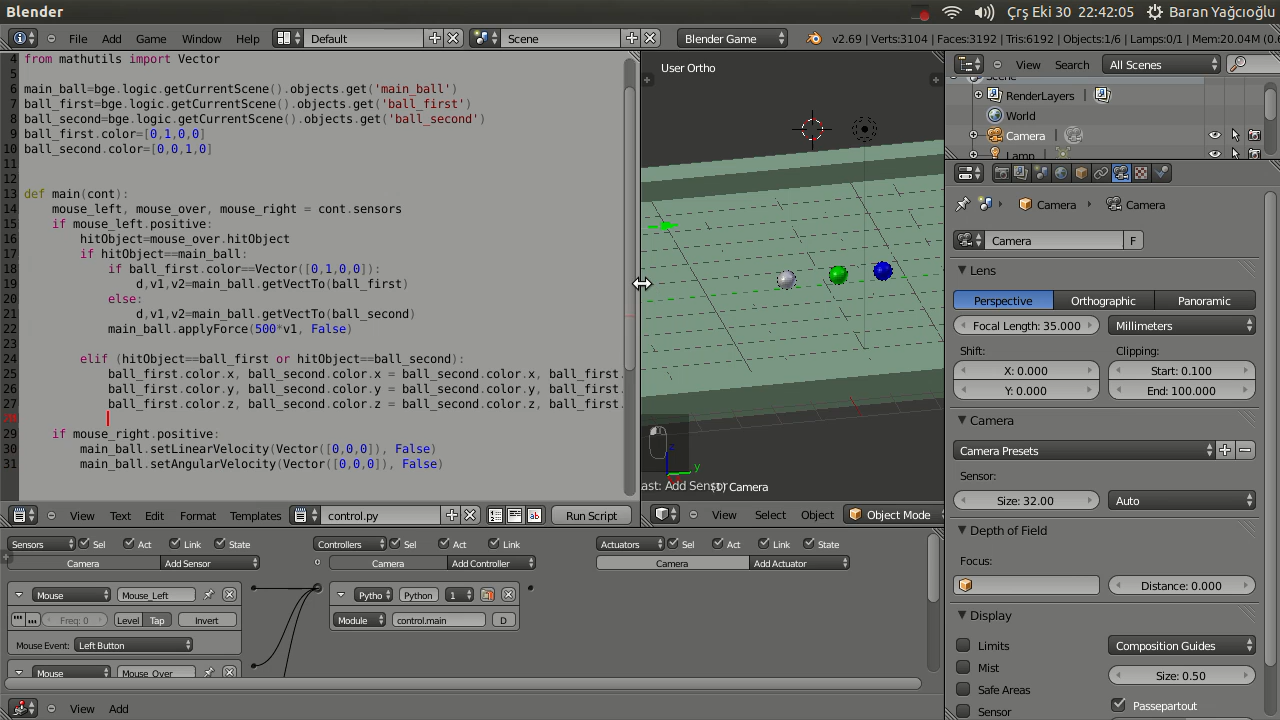 Blender
Çrş Eki 30 22:42:05 Baran Yağcıoğlu
File Add Game Window Help
Default
Scene
Blender Game
v2.69 | Verts:3104 | Faces:3192 | Tris:6192 | Objects:1/6 | Lamps:0/1 | Mem:20.04M
4 from mathutils import Vector
5
6 main_ball=bge.logic.getCurrentScene().objects.get('main_ball')
7 ball_first=bge.logic.getCurrentScene().objects.get('ball_first')
8 ball_second=bge.logic.getCurrentScene().objects.get('ball_second')
9 ball_first.color=[0,1,0,0]
10 ball_second.color=[0,0,1,0]
11
12
13 def main(cont):
14 mouse_left, mouse_over, mouse_right = cont.sensors
15 if mouse_left.positive:
16 hitObject=mouse_over.hitObject
17 if hitObject==main_ball:
18 if ball_first.color==Vector([0,1,0,0]):
19 d,v1,v2=main_ball.getVectTo(ball_first)
20 else:
21 d,v1,v2=main_ball.getVectTo(ball_second)
22 main_ball.applyForce(500*v1, False)
23
24 elif (hitObject==ball_first or hitObject==ball_second):
25 ball_first.color.x, ball_second.color.x = ball_second.color.x, ball_first.
26 ball_first.color.y, ball_second.color.y = ball_second.color.y, ball_first.
27 ball_first.color.z, ball_second.color.z = ball_second.color.z, ball_first.
29 if mouse_right.positive:
30 main_ball.setLinearVelocity(Vector([0,0,0]), False)
31 main_ball.setAngularVelocity(Vector([0,0,0]), False)
View Text Edit Format Templates
control.py
Run Script
User Ortho
z
y
ast: Add Sensor
(1) Camera
View Select Object
Object Mode
View Search
All Scenes
Scene
RenderLayers
World
Camera
Lamp
Camera
Camera
Camera
F
Lens
Perspective Orthographic Panoramic
Focal Length: 35.000
Millimeters
Shift:
Clipping:
X: 0.000
Start: 0.100
Y: 0.000
End: 100.000
Camera
Camera Presets
Sensor:
Size: 32.00
Auto
Depth of Field
Focus:
Distance: 0.000
Display
Limits
Composition Guides
Mist
Size: 0.50
Safe Areas
Passepartout
Sensor
Sensors Sel Act Link State
Camera Add Sensor
Mouse Mouse_Left
Freq: 0 Level Tap Invert
Mouse Event: Left Button
Mouse Mouse_Over
Controllers Sel Act Link
Camera Add Controller
Pytho Python 1
Module control.main D
Actuators Sel Act Link State
Camera Add Actuator
View Add